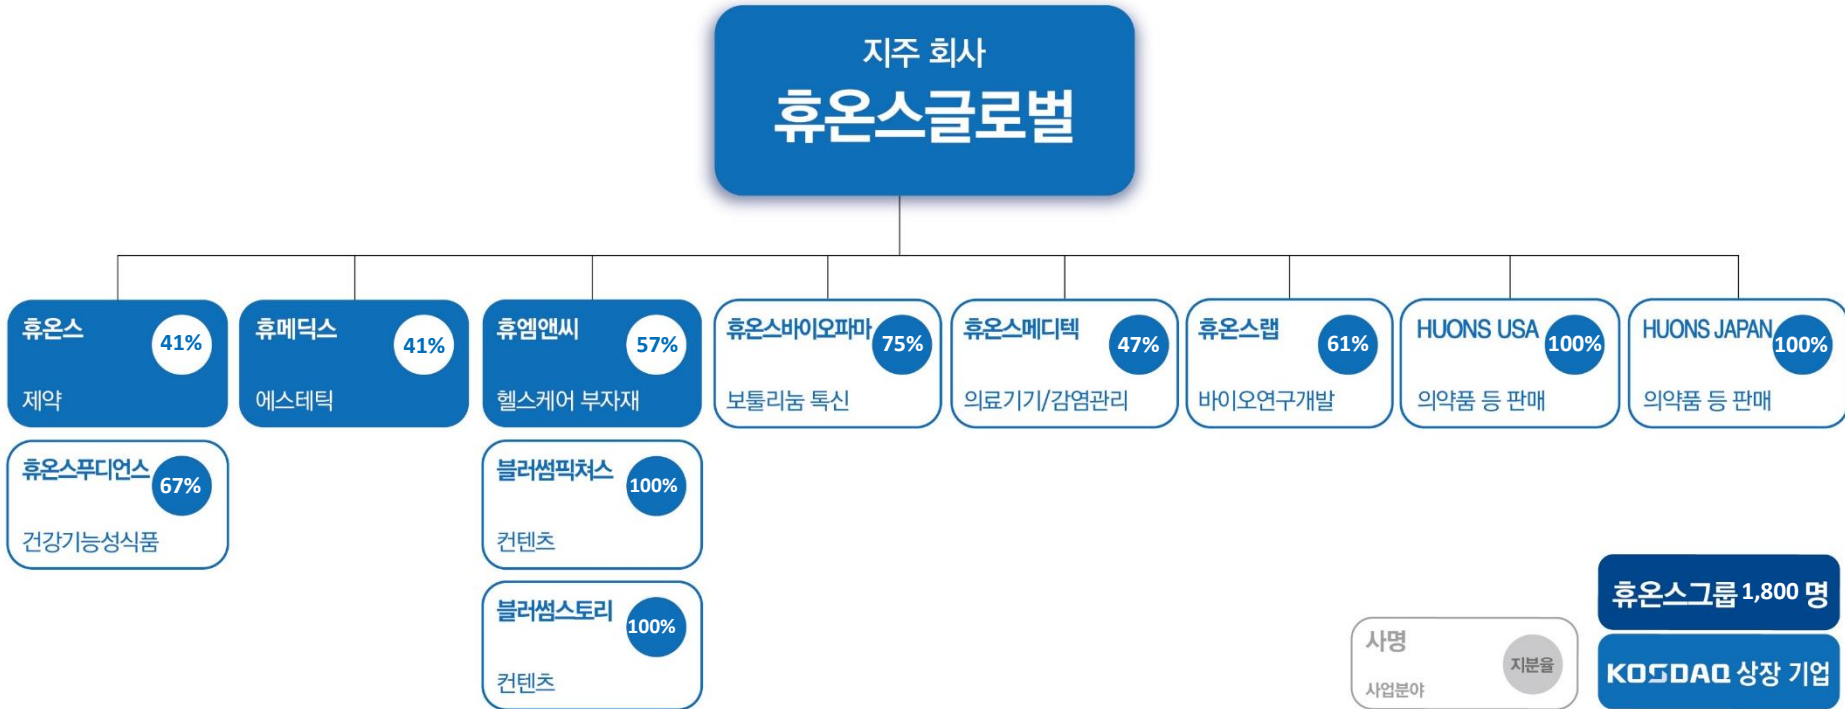 지주 회사
휴온스글로벌
휴온스
41%
제약
휴메딕스
41%
에스테틱
휴엠앤씨
57%
헬스케어 부자재
휴온스바이오파마
75%
보툴리눔 톡신
휴온스메디텍
47%
의료기기/감염관리
휴온스랩
61%
바이오연구개발
HUONS USA
100%
의약품 등 판매
HUONS JAPAN
100%
의약품 등 판매
휴온스푸디언스
67%
건강기능성식품
블러썸픽쳐스
100%
컨텐츠
블러썸스토리
100%
컨텐츠
사명
지분율
사업분야
휴온스그룹 1,800 명
KOSDAQ 상장 기업